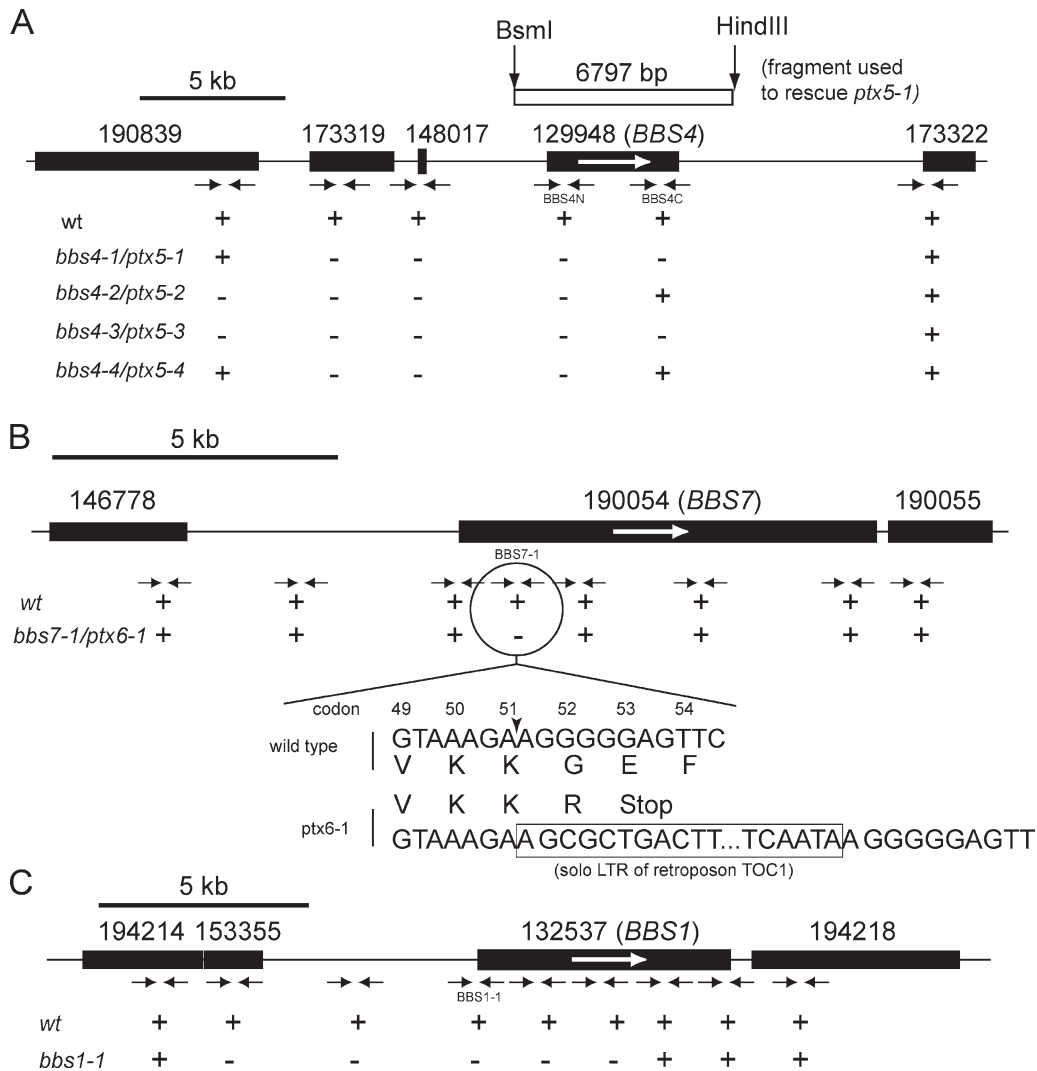 A
BsmI HindIII
5 kb 6797 bp (fragment used
to rescue ptx5-1)
190839 173319 148017 129948 (BBS4) 173322
BBS4N BBS4C
wt + + + + + +
bbs4-1/ptx5-1 + - - - - +
bbs4-2/ptx5-2 - - - - + +
bbs4-3/ptx5-3 - - - - - +
bbs4-4/ptx5-4 + - - - + +
B
5 kb
146778 190054 (BBS7) 190055
BBS7-1
wt + + + + + + + +
bbs7-1/ptx6-1 + + + - + + + +
codon 49 50 51 52 53 54
wild type GTAAAGAAGGGGGAGTTC
V K K G E F
V K K R Stop
ptx6-1 GTAAAGAAGCGCTGACTT...TCAATAAGGGGGAGTT
(solo LTR of retroposon TOC1)
C
5 kb
194214 153355 132537 (BBS1) 194218
BBS1-1
wt + + + + + + + + +
bbs1-1 + - - - - - + + +